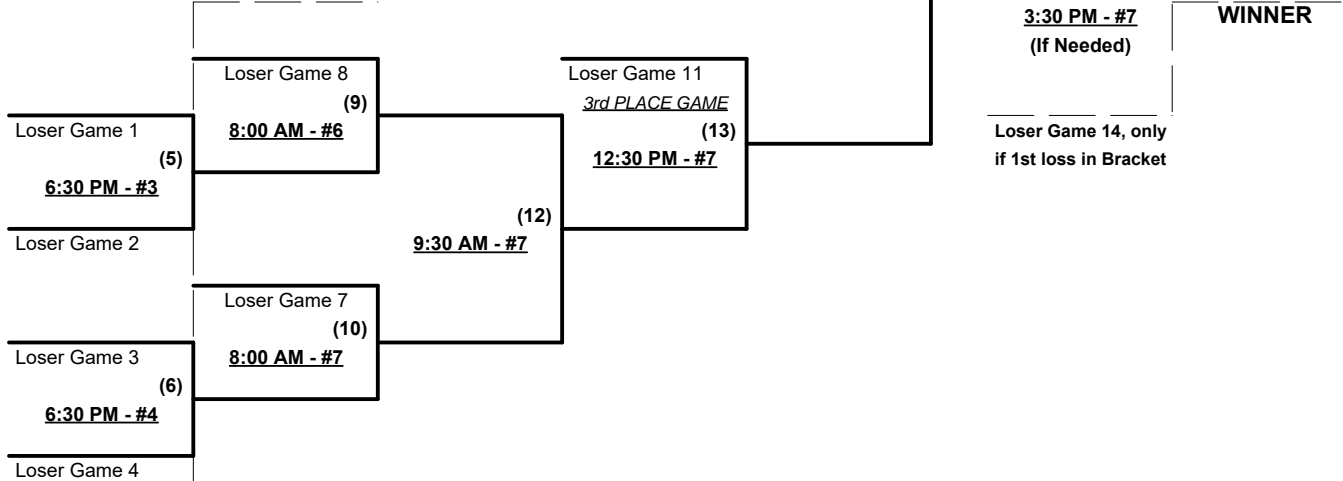 3:30 PM - #7
WINNER
(If Needed)
Loser Game 8
(9)
8:00 AM - #6
Loser Game 11
3rd PLACE GAME
(13)
12:30 PM - #7
Loser Game 14, only
if 1st loss in Bracket
Loser Game 1
(5)
6:30 PM - #3
Loser Game 2
(12)
9:30 AM - #7
Loser Game 7
(10)
8:00 AM - #7
Loser Game 3
(6)
6:30 PM - #4
Loser Game 4